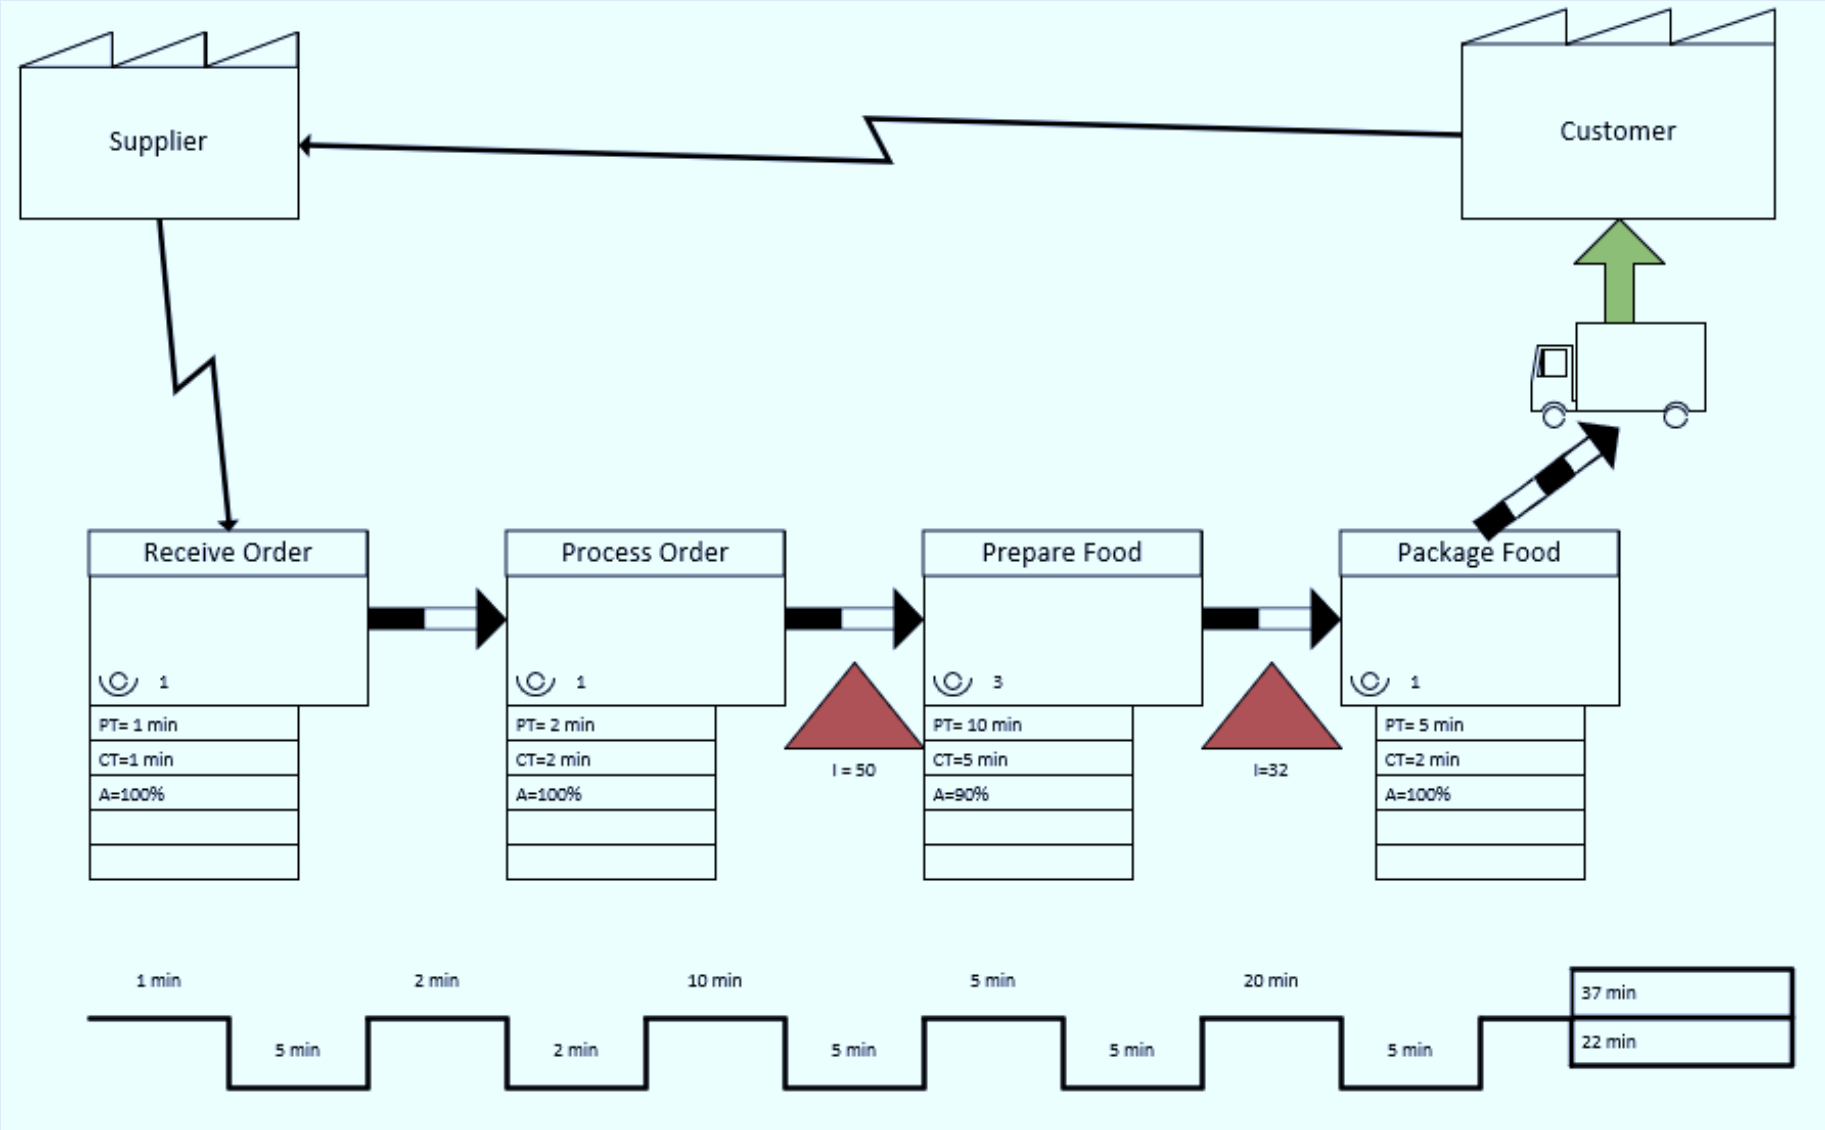 Supplier
Customer
Receive Order
Process Order
Prepare Food
Package Food
1
1
3
1
PT= 1 min
PT= 2 min
PT= 10 min
PT= 5 min
CT=1 min
CT=2 min
I = 50
CT=5 min
I=32
CT=2 min
A=100%
A=100%
A=90%
A=100%
1 min
2 min
10 min
5 min
20 min
37 min
5 min
2 min
5 min
5 min
5 min
22 min